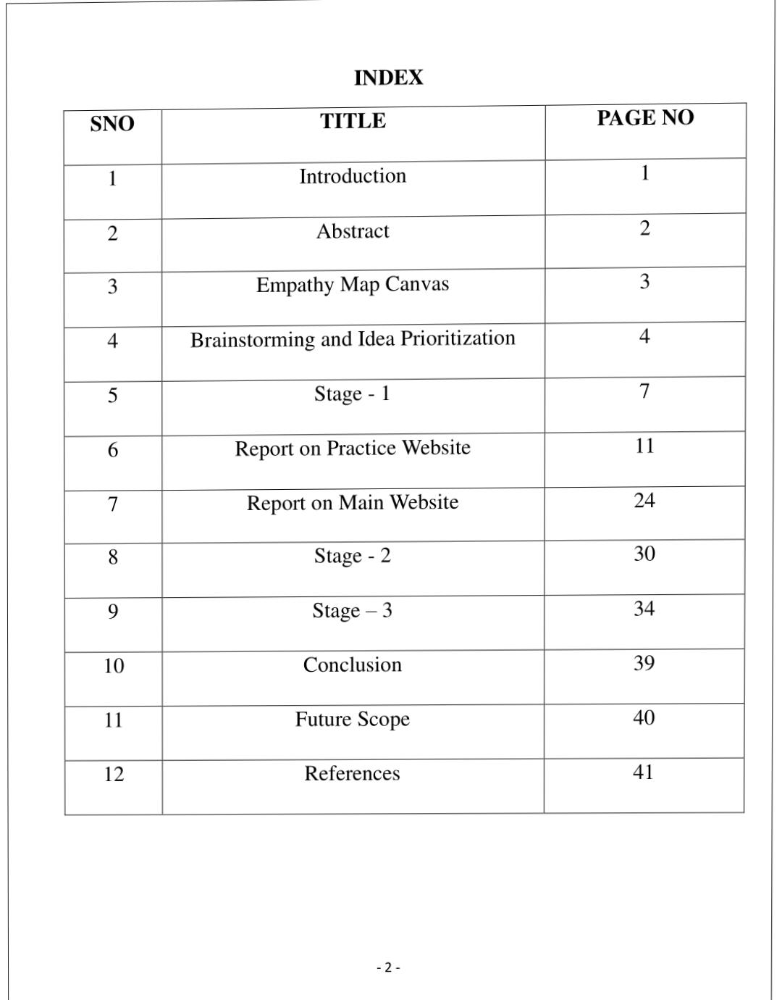 INDEX
SNO TITLE PAGE NO
1 Introduction 1
2 Abstract 2
3 Empathy Map Canvas 3
4 Brainstorming and Idea Prioritization 4
5 Stage - 1 7
6 Report on Practice Website 11
7 Report on Main Website 24
8 Stage - 2 30
9 Stage – 3 34
10 Conclusion 39
11 Future Scope 40
12 References 41
- 2 -